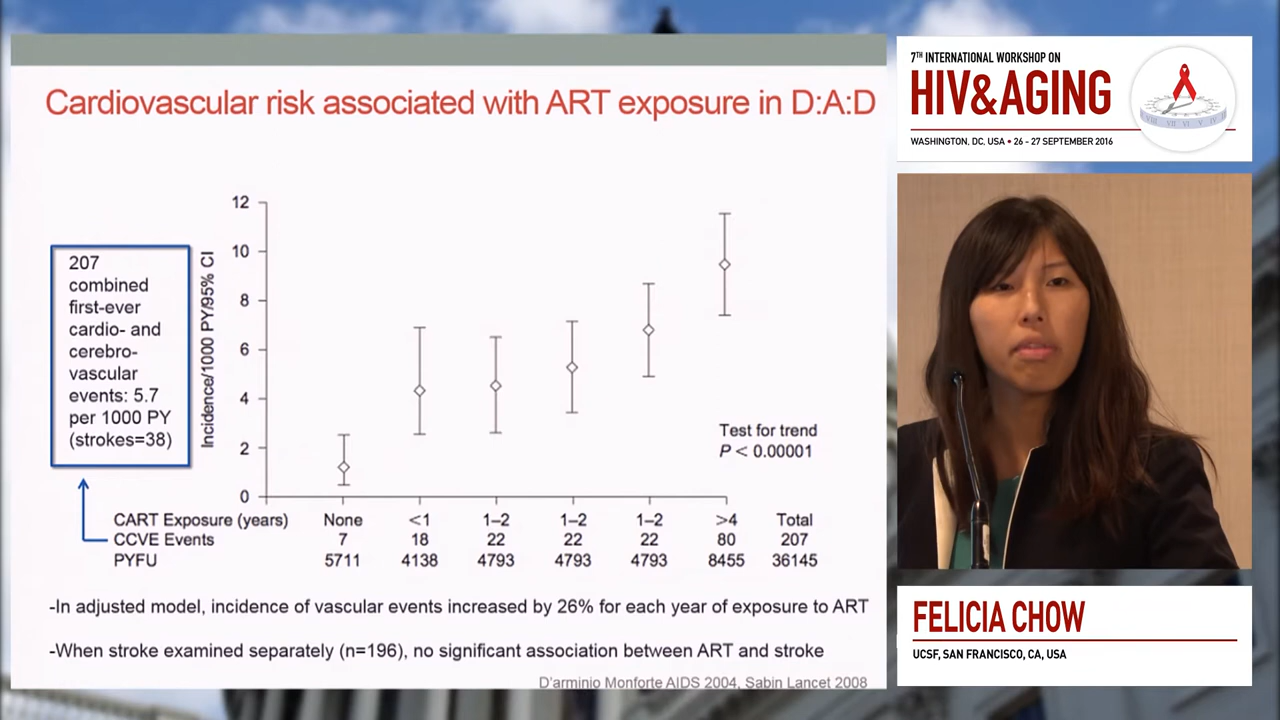 Cardiovascular risk associated with ART exposure in D:A:D
207
combined
first-ever
cardio- and
cerebro-
vascular
events: 5.7
per 1000 PY
(strokes=38)
Incidence/1000 PY/95% CI
12
10
8
6
4
2
0
Test for trend
P < 0.00001
CART Exposure (years) None <1 1–2 1–2 1–2 >4 Total
CCVE Events 7 18 22 22 22 80 207
PYFU 5711 4138 4793 4793 4793 8455 36145
-In adjusted model, incidence of vascular events increased by 26% for each year of exposure to ART
-When stroke examined separately (n=196), no significant association between ART and stroke
D'arminio Monforte AIDS 2004, Sabin Lancet 2008
7TH INTERNATIONAL WORKSHOP ON
HIV&AGING
WASHINGTON, DC, USA • 26 - 27 SEPTEMBER 2016
FELICIA CHOW
UCSF, SAN FRANCISCO, CA, USA